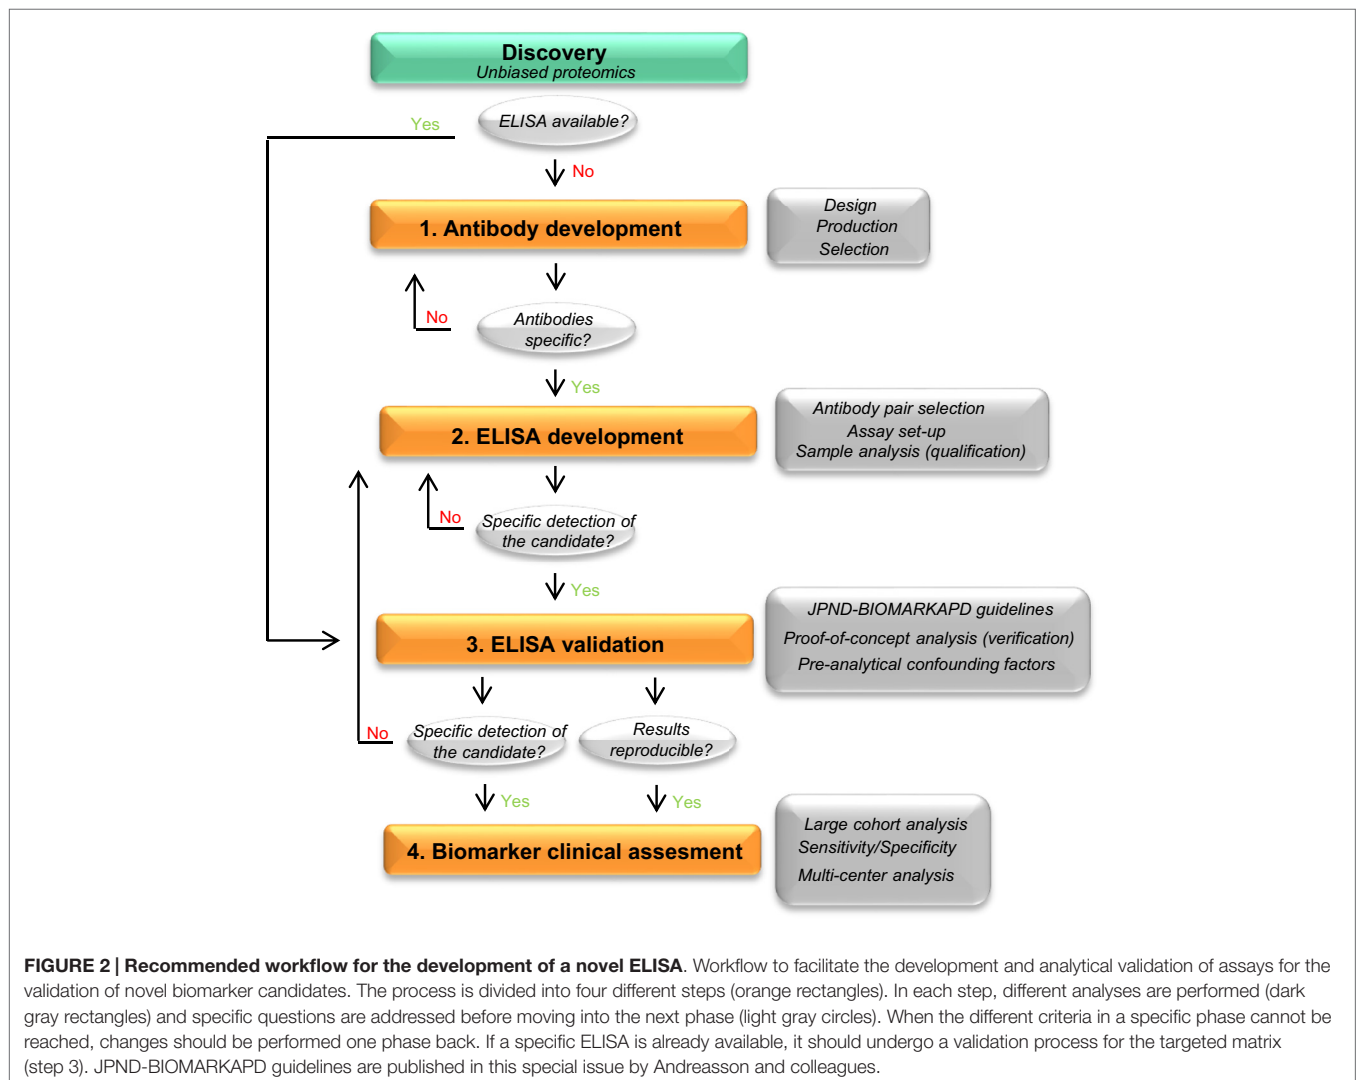 Discovery
Unbiased proteomics
Yes
ELISA available?
No
1. Antibody development
Design
Production
Selection
No
Antibodies
specific?
Yes
2. ELISA development
Antibody pair selection
Assay set-up
Sample analysis (qualification)
No
Specific detection of
the candidate?
Yes
3. ELISA validation
JPND-BIOMARKAPD guidelines
Proof-of-concept analysis (verification)
Pre-analytical confounding factors
No
Specific detection of
the candidate?
Results
reproducible?
Yes
Yes
4. Biomarker clinical assesment
Large cohort analysis
Sensitivity/Specificity
Multi-center analysis
FIGURE 2 | Recommended workflow for the development of a novel ELISA. Workflow to facilitate the development and analytical validation of assays for the
validation of novel biomarker candidates. The process is divided into four different steps (orange rectangles). In each step, different analyses are performed (dark
gray rectangles) and specific questions are addressed before moving into the next phase (light gray circles). When the different criteria in a specific phase cannot be
reached, changes should be performed one phase back. If a specific ELISA is already available, it should undergo a validation process for the targeted matrix
(step 3). JPND-BIOMARKAPD guidelines are published in this special issue by Andreasson and colleagues.